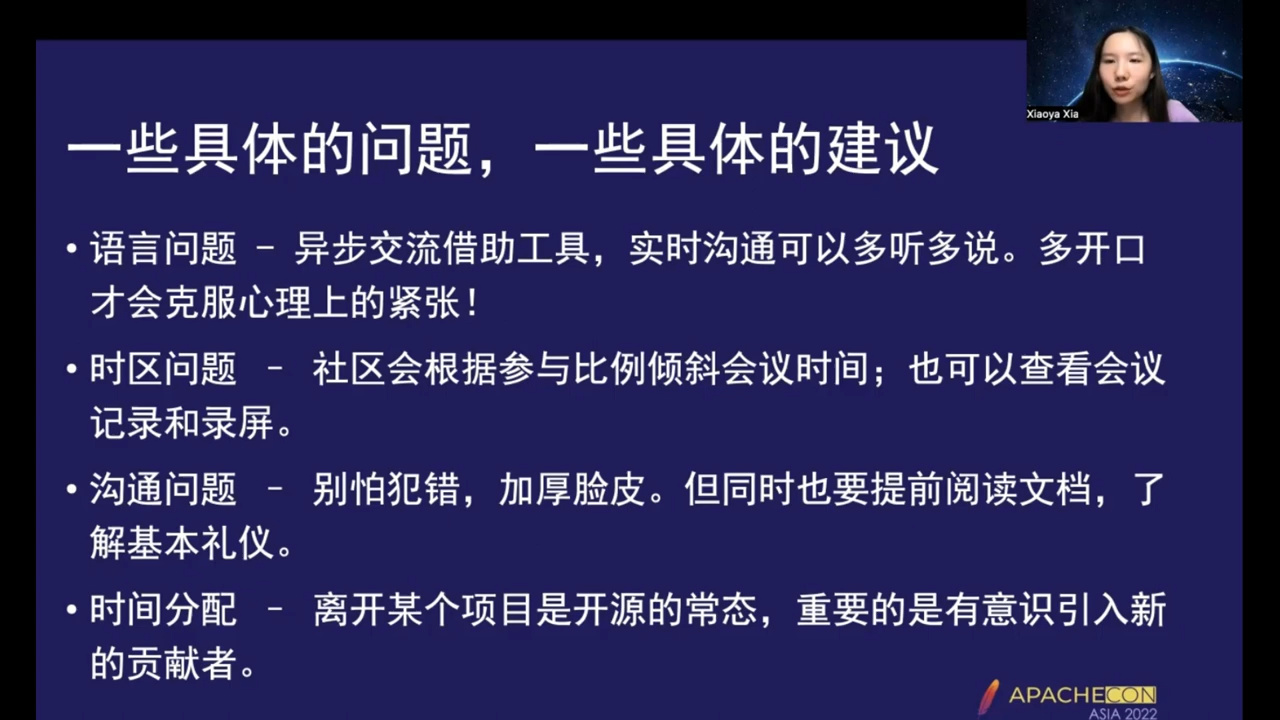 Xiaoya Xia
一些具体的问题，一些具体的建议
• 语言问题 – 异步交流借助工具，实时沟通可以多听多说。多开口
才会克服心理上的紧张！
• 时区问题 – 社区会根据参与比例倾斜会议时间；也可以查看会议
记录和录屏。
• 沟通问题 – 别怕犯错，加厚脸皮。但同时也要提前阅读文档，了
解基本礼仪。
• 时间分配 – 离开某个项目是开源的常态，重要的是有意识引入新
的贡献者。
APACHECON
ASIA 2022